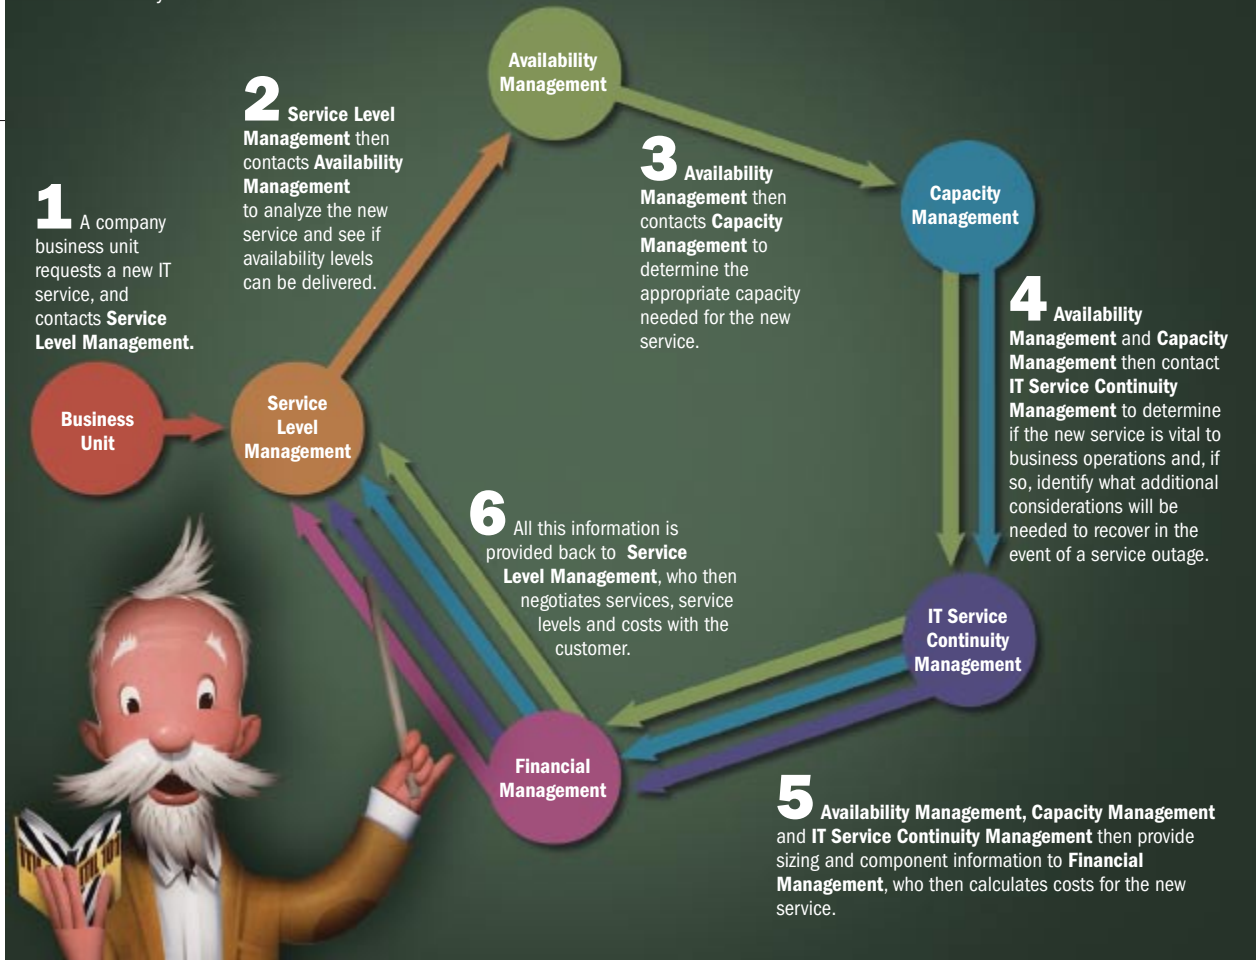 Availability
Management
2 Service Level
Management then
contacts Availability
Management
to analyze the new
service and see if
availability levels
can be delivered.
3 Availability
Management then
contacts Capacity
Management to
determine the
appropriate capacity
needed for the new
service.
Capacity
Management
1 A company
business unit
requests a new IT
service, and
contacts Service
Level Management.
4 Availability
Management and Capacity
Management then contact
IT Service Continuity
Management to determine
if the new service is vital to
business operations and, if
so, identify what additional
considerations will be
needed to recover in the
event of a service outage.
Business
Unit
Service
Level
Management
6 All this information is
provided back to Service
Level Management, who then
negotiates services, service
levels and costs with the
customer.
IT Service
Continuity
Management
Financial
Management
5 Availability Management, Capacity Management
and IT Service Continuity Management then provide
sizing and component information to Financial
Management, who then calculates costs for the new
service.
ITIL 101